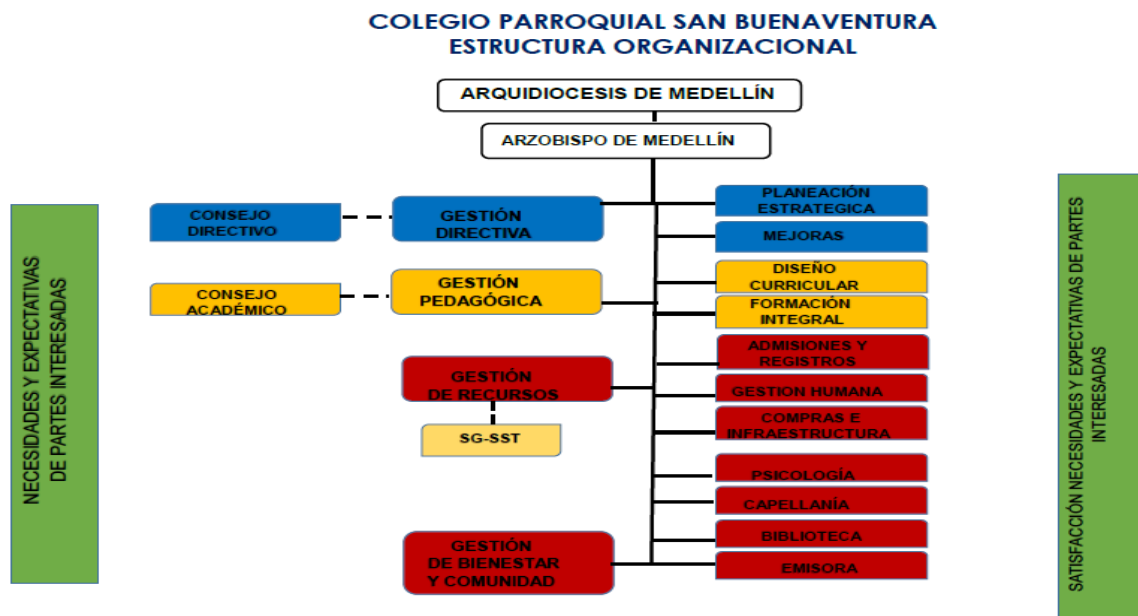 COLEGIO PARROQUIAL SAN BUENAVENTURA
ESTRUCTURA ORGANIZACIONAL
ARQUIDIOCESIS DE MEDELLÍN
ARZOBISPO DE MEDELLÍN
NECESIDADES Y EXPECTATIVAS
DE PARTES INTERESADAS
CONSEJO
DIRECTIVO
GESTIÓN
DIRECTIVA
PLANEACIÓN
ESTRATEGICA
MEJORAS
CONSEJO
ACADÉMICO
GESTIÓN
PEDAGÓGICA
DISEÑO
CURRICULAR
FORMACIÓN
INTEGRAL
GESTIÓN
DE RECURSOS
SG-SST
ADMISIONES Y
REGISTROS
GESTION HUMANA
COMPRAS E
INFRAESTRUCTURA
GESTIÓN
DE BIENESTAR
Y COMUNIDAD
PSICOLOGÍA
CAPELLANÍA
BIBLIOTECA
EMISORA
SATISFACCIÓN NECESIDADES Y EXPECTATIVAS DE PARTES
INTERESADAS